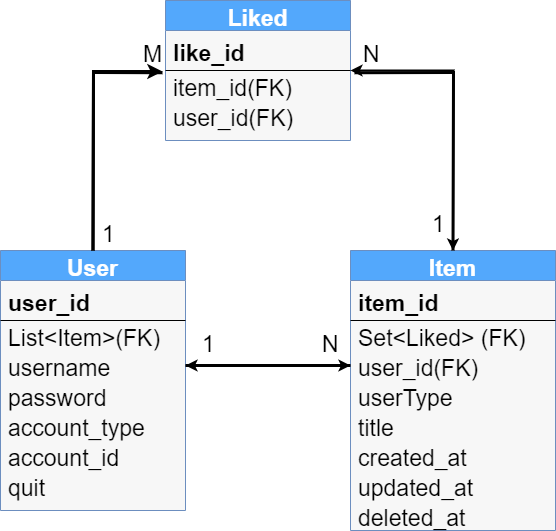 Liked
like_id
item_id(FK)
user_id(FK)
M
N
1
1
User
user_id
List<Item>(FK)
username
password
account_type
account_id
quit
1
N
Item
item_id
Set<Liked> (FK)
user_id(FK)
userType
title
created_at
updated_at
deleted_at